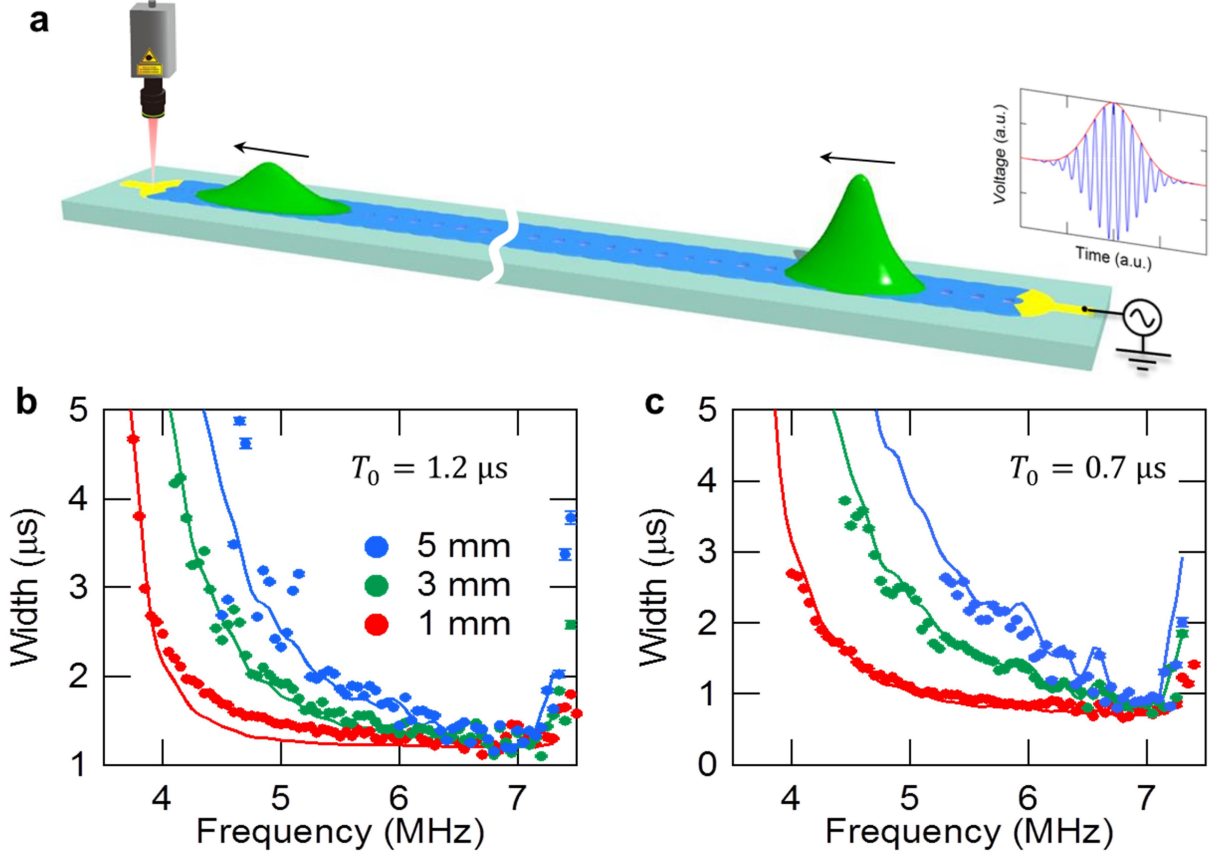 a
Voltage (a.u.)
Time (a.u.)
b
5
4
3
2
1
Width (μs)
T₀ = 1.2 μs
5 mm
3 mm
1 mm
4
5
6
7
Frequency (MHz)
c
5
4
3
2
1
0
Width (μs)
T₀ = 0.7 μs
4
5
6
7
Frequency (MHz)